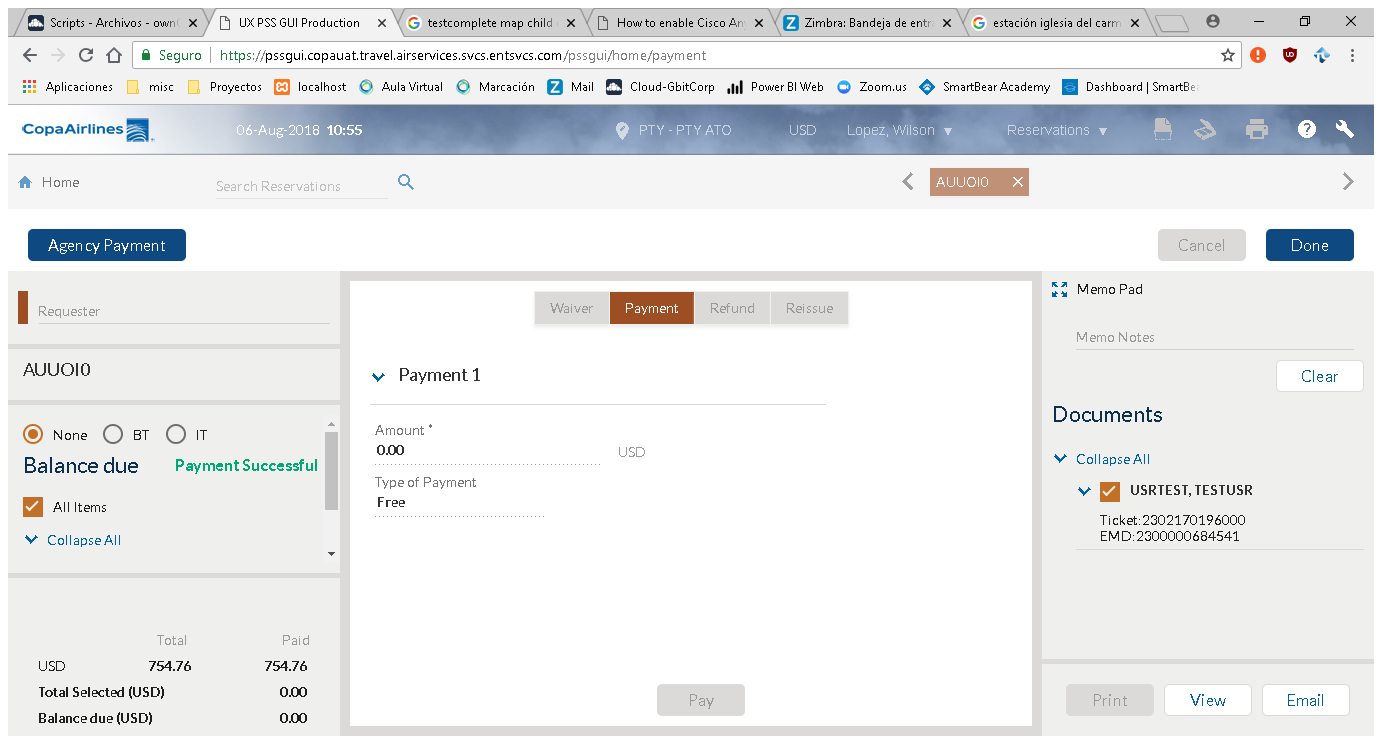 Scripts - Archivos - own
UX PSS GUI Production
testcomplete map child
How to enable Cisco An
Zimbra: Bandeja de entr
estación iglesia del carm
Seguro
https://pssgui.copauat.travel.airservices.svcs.entsvcs.com/pssgui/home/payment
Aplicaciones
misc
Proyectos
localhost
Aula Virtual
Marcación
Mail
Cloud-GbitCorp
Power BI Web
Zoom.us
SmartBear Academy
Dashboard | SmartBe
CopaAirlines
06-Aug-2018 10:55
PTY - PTY ATO
USD
Lopez, Wilson
Reservations
Home
Search Reservations
AUUOI0
Agency Payment
Cancel
Done
Requester
AUUOI0
None
BT
IT
Balance due
Payment Successful
All Items
Collapse All
Total
Paid
USD 754.76 754.76
Total Selected (USD) 0.00
Balance due (USD) 0.00
Waiver
Payment
Refund
Reissue
Payment 1
Amount *
0.00
USD
Type of Payment
Free
Pay
Memo Pad
Memo Notes
Clear
Documents
Collapse All
USRTEST, TESTUSR
Ticket:2302170196000
EMD:2300000684541
Print
View
Email